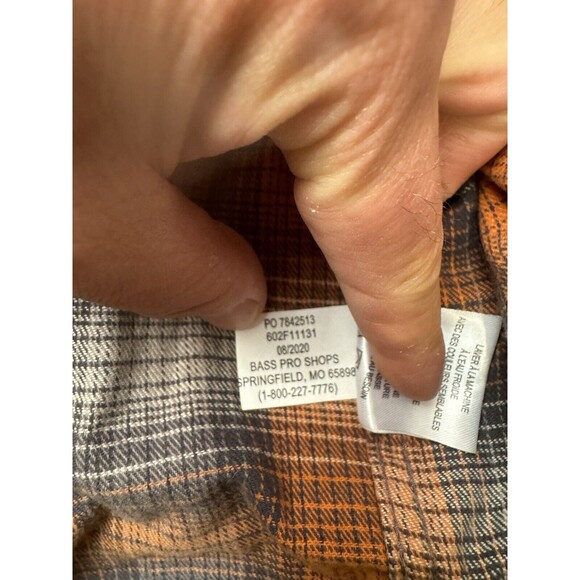 PO 7842513
602F11131
08/2020
BASS PRO SHOPS
SPRINGFIELD, MO 65898
(1-800-227-7776)
LAVER À LA MACHINE
À L'EAU FROIDE
AVEC DES COULEURS SEMBLABLES